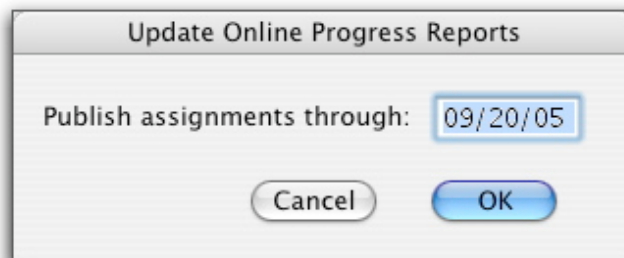 Update Online Progress Reports
Publish assignments through: 09/20/05
Cancel OK